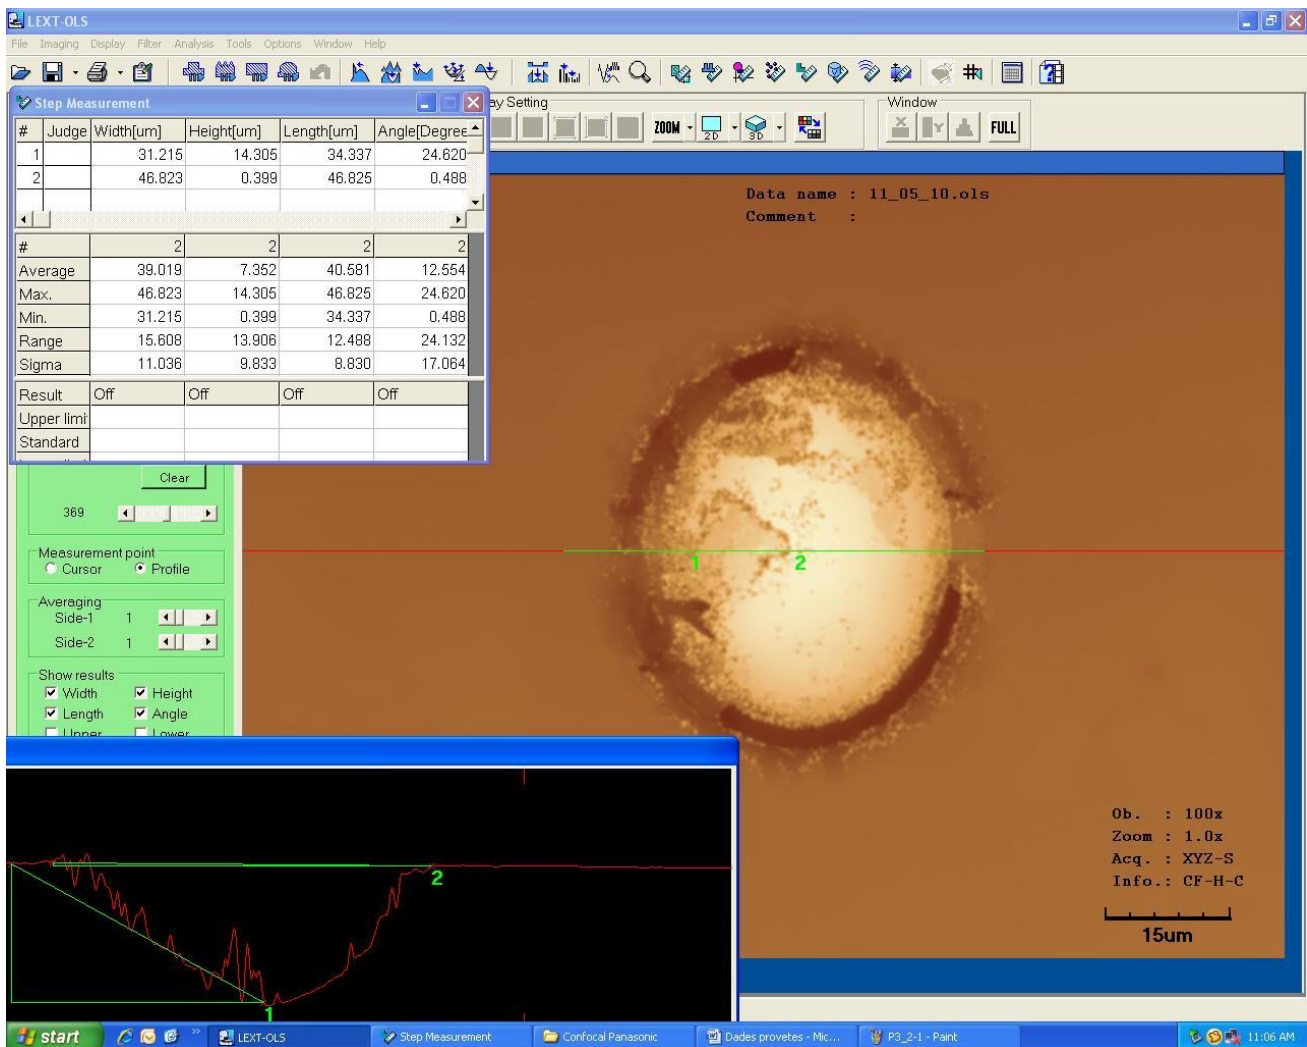 LEXT-OLS
File Imaging Display Filter Analysis Tools Options Window Help
Step Measurement
ay Setting
Window
ZOOM 2D 3D FULL
# Judge Width[um] Height[um] Length[um] Angle[Degree
1 31.215 14.305 34.337 24.620
2 46.823 0.399 46.825 0.488
# 2 2 2 2
Average 39.019 7.352 40.581 12.554
Max. 46.823 14.305 46.825 24.620
Min. 31.215 0.399 34.337 0.488
Range 15.608 13.906 12.488 24.132
Sigma 11.036 9.833 8.830 17.064
Result Off Off Off Off
Upper limi
Standard
Data name : 11_05_10.ols
Comment :
Clear
369
Measurement point
Cursor Profile
Averaging
Side-1 1
Side-2 1
Show results
Width Height
Length Angle
Upper Lower
1 2
2
1
Ob. : 100x
Zoom : 1.0x
Acq. : XYZ-S
Info.: CF-H-C
15um
start LEXT-OLS Step Measurement Confocal Panasonic Dades provetes - Mic... P3_2-1 - Paint 11:06 AM